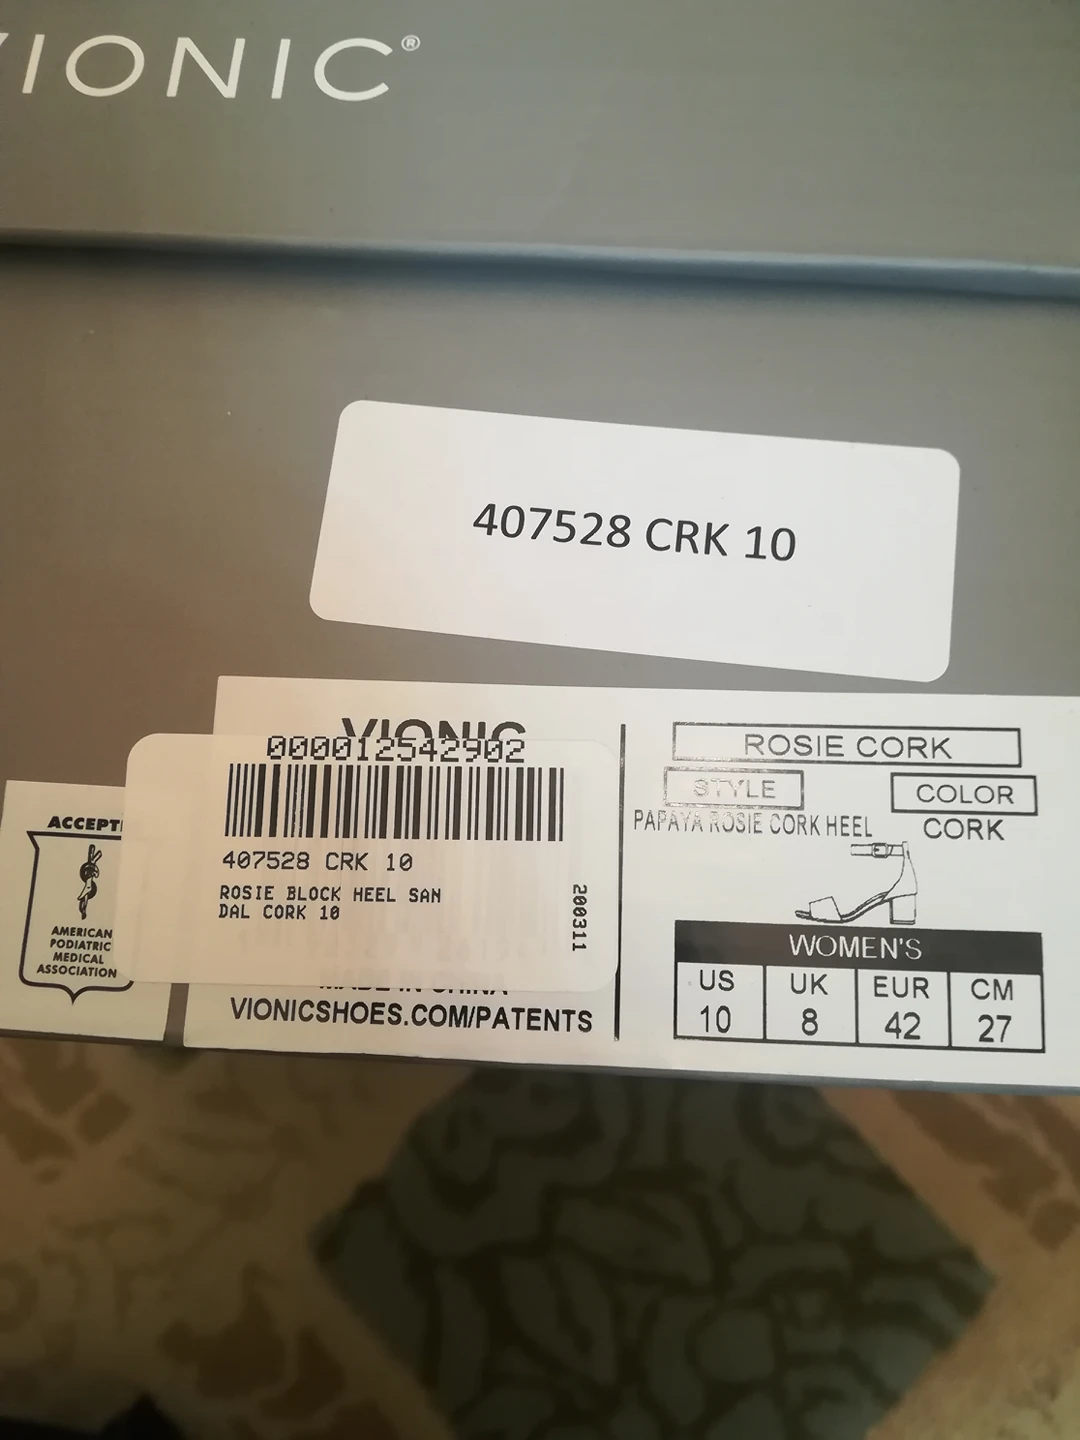 VIONIC®
407528 CRK 10
VIONIC
000012542902
407528 CRK 10
ROSIE BLOCK HEEL SAN
DAL CORK 10
200311
MADE IN CHINA
VIONICSHOES.COM/PATENTS
ACCEPT
AMERICAN
PODIATRIC
MEDICAL
ASSOCIATION
ROSIE CORK
STYLE
PAPAYA ROSIE CORK HEEL
COLOR
CORK
WOMEN'S
US UK EUR CM
10 8 42 27